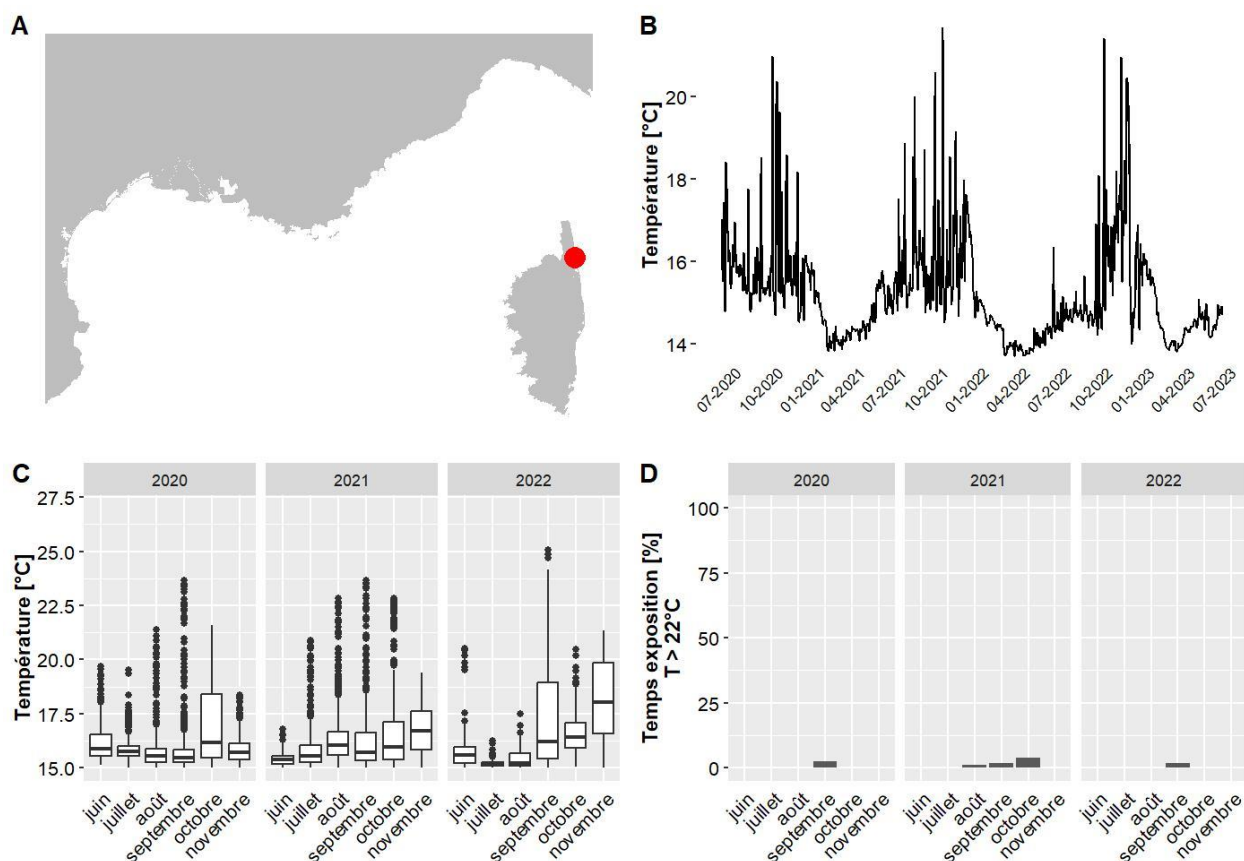 A
B
Température [°C]
20
18
16
14
07-2020
10-2020
01-2021
04-2021
07-2021
10-2021
01-2022
04-2022
07-2022
10-2022
01-2023
04-2023
07-2023
C
2020
2021
2022
Température [°C]
27.5
25.0
22.5
20.0
17.5
15.0
juin
juillet
août
septembre
octobre
novembre
juin
juillet
août
septembre
octobre
novembre
juin
juillet
août
septembre
octobre
novembre
D
2020
2021
2022
Temps exposition [%]
T > 22°C
100
75
50
25
0
juin
juillet
août
septembre
octobre
novembre
juin
juillet
août
septembre
octobre
novembre
juin
juillet
août
septembre
octobre
novembre